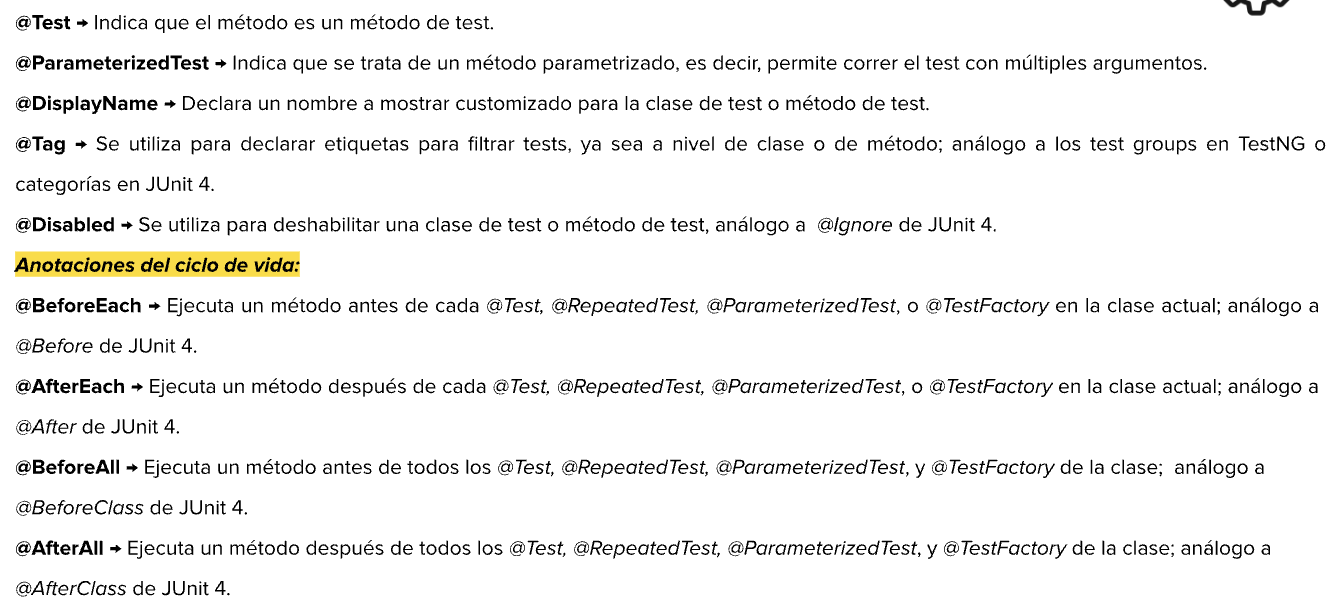 @Test → Indica que el método es un método de test.
@ParameterizedTest → Indica que se trata de un método parametrizado, es decir, permite correr el test con múltiples argumentos.
@DisplayName → Declara un nombre a mostrar customizado para la clase de test o método de test.
@Tag → Se utiliza para declarar etiquetas para filtrar tests, ya sea a nivel de clase o de método; análogo a los test groups en TestNG o
categorías en JUnit 4.
@Disabled → Se utiliza para deshabilitar una clase de test o método de test, análogo a @Ignore de JUnit 4.
Anotaciones del ciclo de vida:
@BeforeEach → Ejecuta un método antes de cada @Test, @RepeatedTest, @ParameterizedTest, o @TestFactory en la clase actual; análogo a
@Before de JUnit 4.
@AfterEach → Ejecuta un método después de cada @Test, @RepeatedTest, @ParameterizedTest, o @TestFactory en la clase actual; análogo a
@After de JUnit 4.
@BeforeAll → Ejecuta un método antes de todos los @Test, @RepeatedTest, @ParameterizedTest, y @TestFactory de la clase; análogo a
@BeforeClass de JUnit 4.
@AfterAll → Ejecuta un método después de todos los @Test, @RepeatedTest, @ParameterizedTest, y @TestFactory de la clase; análogo a
@AfterClass de JUnit 4.